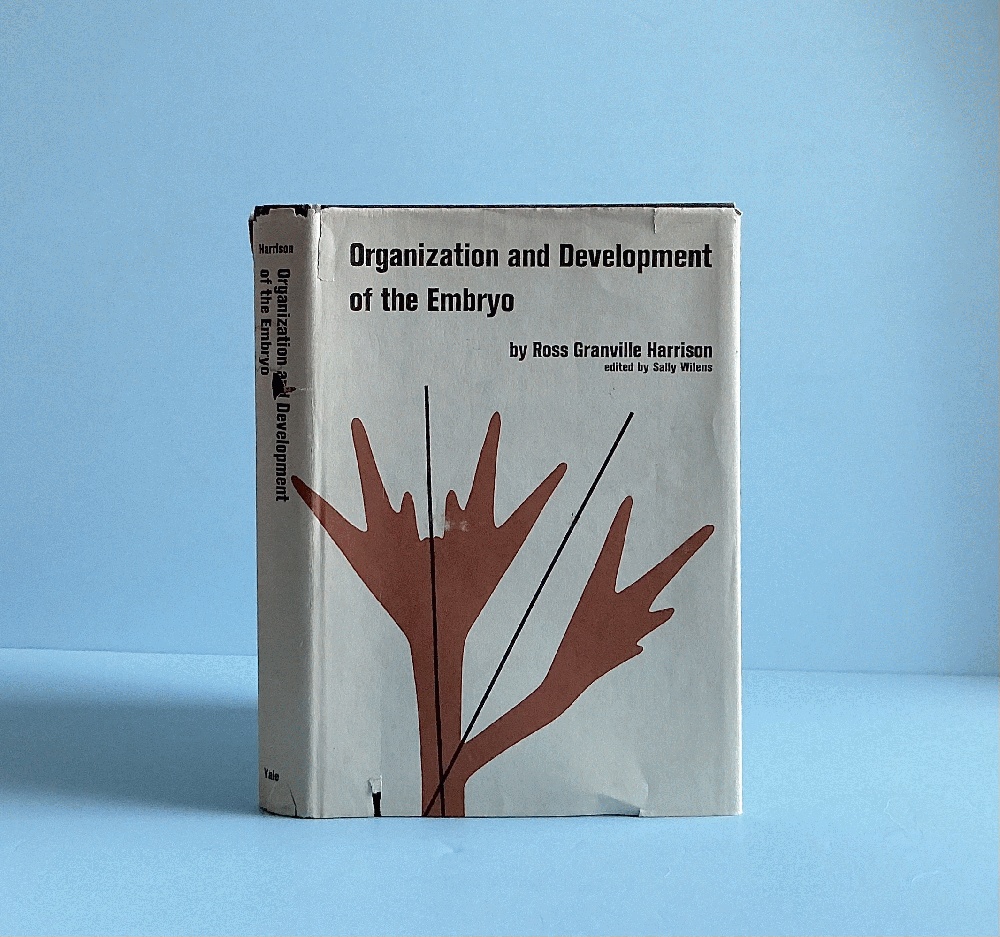 Harrison
Organization and Development
of the Embryo
Yale
Organization and Development
of the Embryo
by Ross Granville Harrison
edited by Sally Wilens